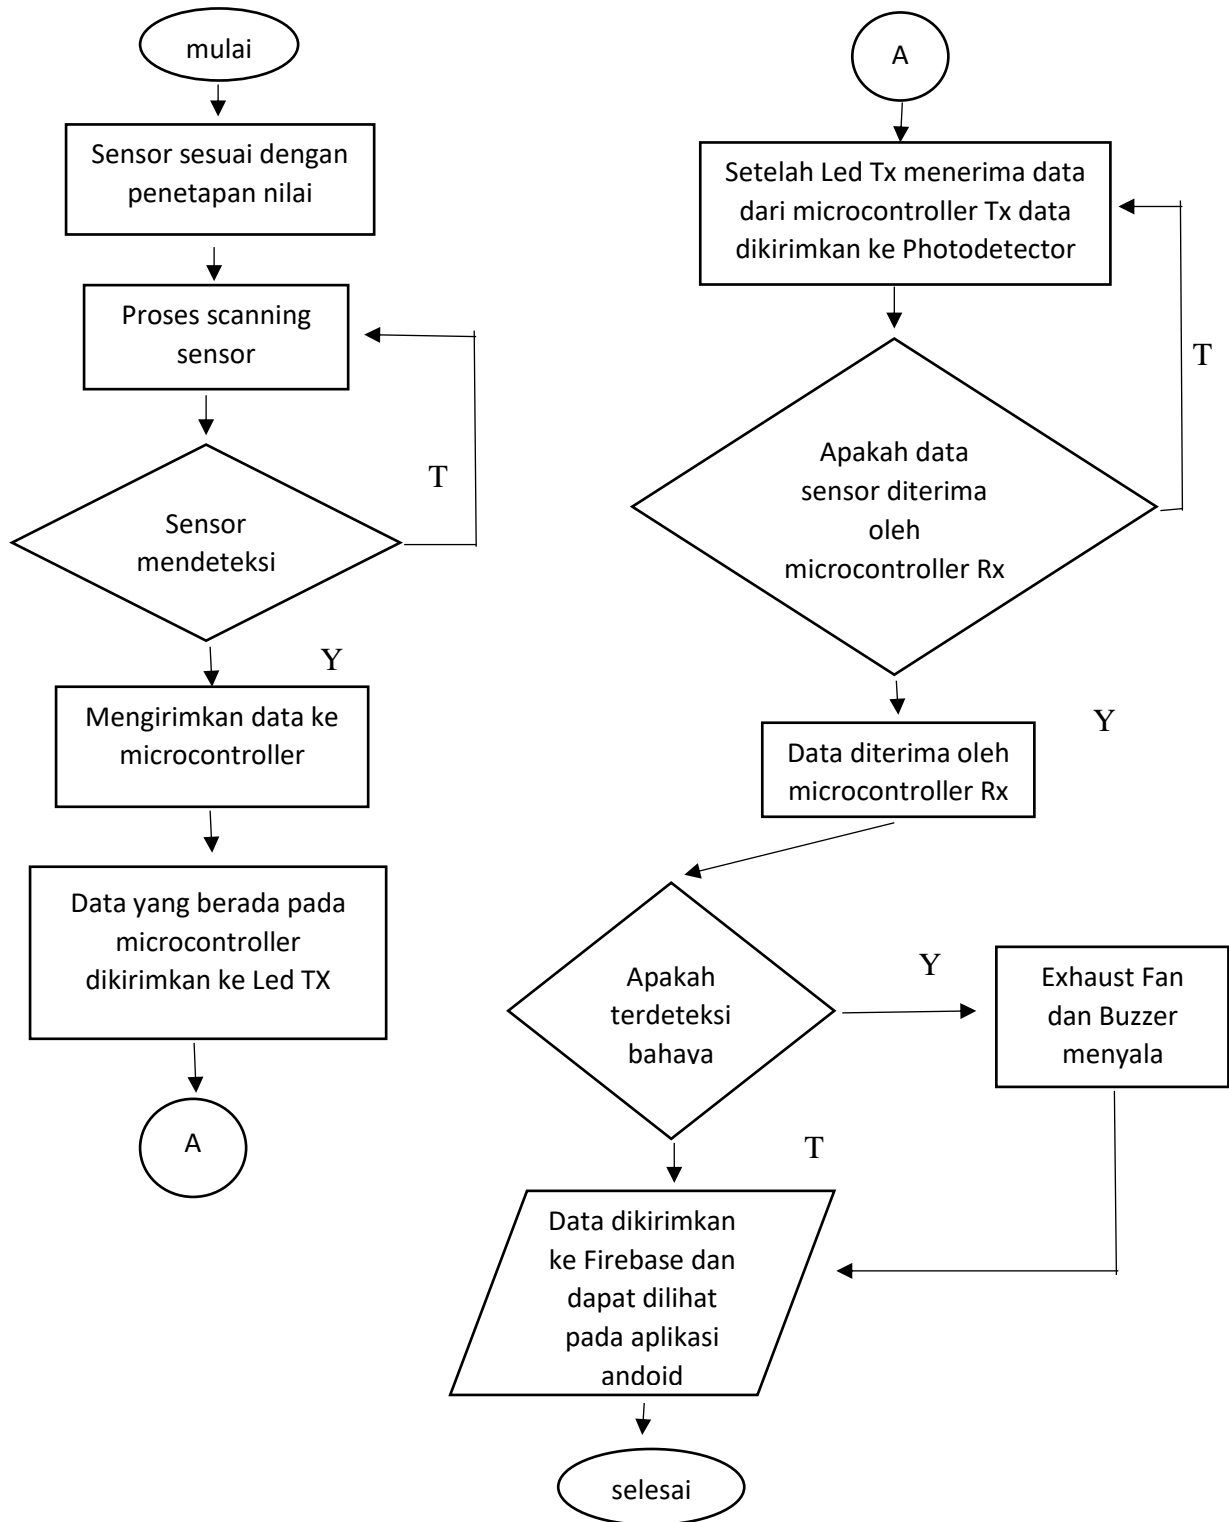 mulai
Sensor sesuai dengan
penetapan nilai
Proses scanning
sensor
T
Sensor
mendeteksi
Y
Mengirimkan data ke
microcontroller
Data yang berada pada
microcontroller
dikirimkan ke Led TX
A
A
Setelah Led Tx menerima data
dari microcontroller Tx data
dikirimkan ke Photodetector
T
Apakah data
sensor diterima
oleh
microcontroller Rx
Y
Data diterima oleh
microcontroller Rx
Apakah
terdeteksi
bahaya
Y
Exhaust Fan
dan Buzzer
menyala
T
Data dikirimkan
ke Firebase dan
dapat dilihat
pada aplikasi
andoid
selesai